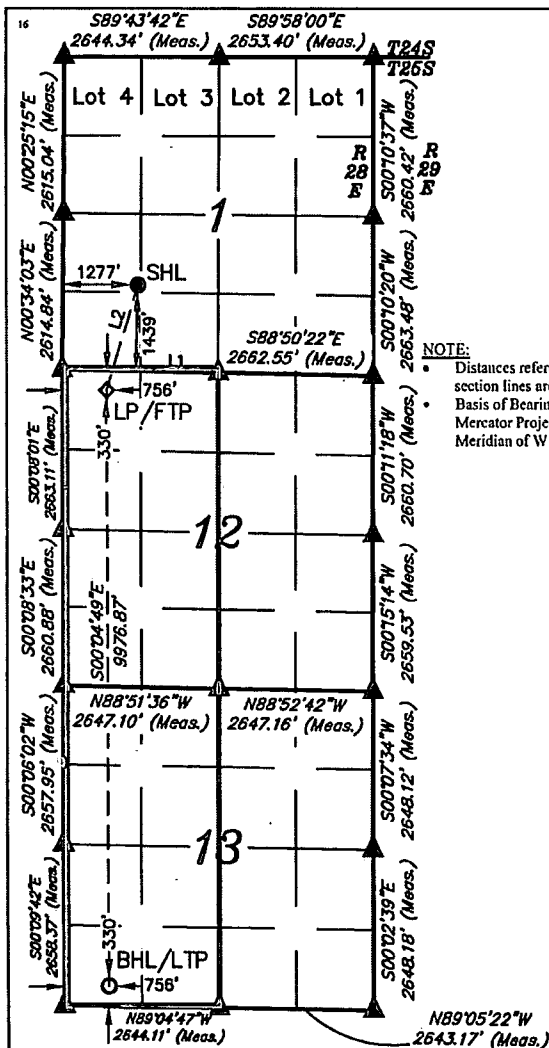 16
S89°43'42"E
2644.34' (Meas.)
S89°58'00"E
2653.40' (Meas.)
T24S
T25S
Lot 4
Lot 3
Lot 2
Lot 1
N00°25'15"E
2615.04' (Meas.)
S00°10'37"W
2660.42' (Meas.)
R
28
E
R
29
E
1
N00°34'03"E
2614.84' (Meas.)
1277'
SHL
L2
1439'
S00°10'20"W
2663.48' (Meas.)
L1
S88°50'22"E
2662.55' (Meas.)
NOTE:
• Distances refer
section lines ar
• Basis of Bearin
Mercator Proje
Meridian of W
756'
LP/FTP
330'
S00°08'01"E
2663.11' (Meas.)
S00°11'18"W
2660.70' (Meas.)
12
S00°08'33"E
2660.88' (Meas.)
S00°04'49"E
9976.87'
S00°15'14"W
2659.53' (Meas.)
N88°51'36"W
2647.10' (Meas.)
N88°52'42"W
2647.16' (Meas.)
S00°06'02"W
2657.95' (Meas.)
S00°07'34"W
2648.12' (Meas.)
13
S00°09'42"E
2658.37' (Meas.)
330'
BHL/LTP
756'
S00°02'39"E
2648.18' (Meas.)
N89°04'47"W
2644.11' (Meas.)
N89°05'22"W
2643.17' (Meas.)